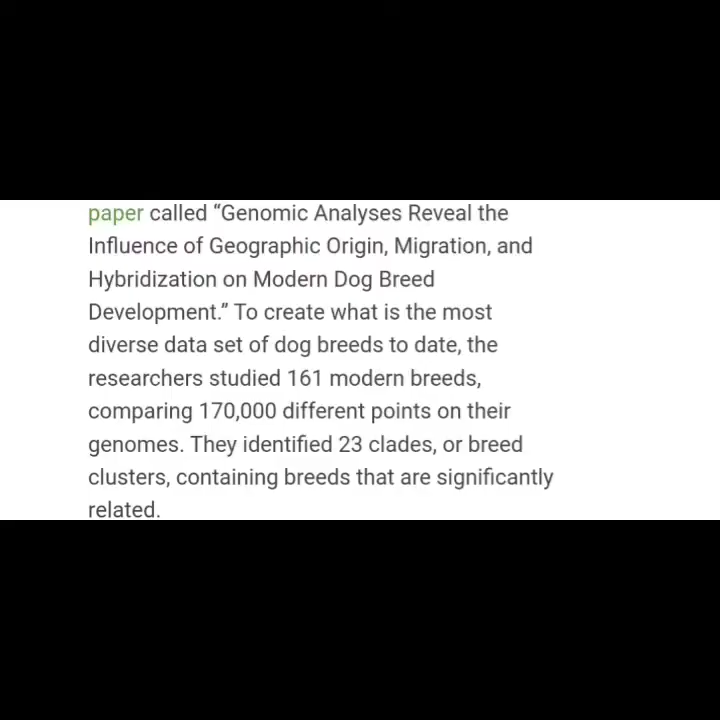 paper called “Genomic Analyses Reveal the
Influence of Geographic Origin, Migration, and
Hybridization on Modern Dog Breed
Development.” To create what is the most
diverse data set of dog breeds to date, the
researchers studied 161 modern breeds,
comparing 170,000 different points on their
genomes. They identified 23 clades, or breed
clusters, containing breeds that are significantly
related.